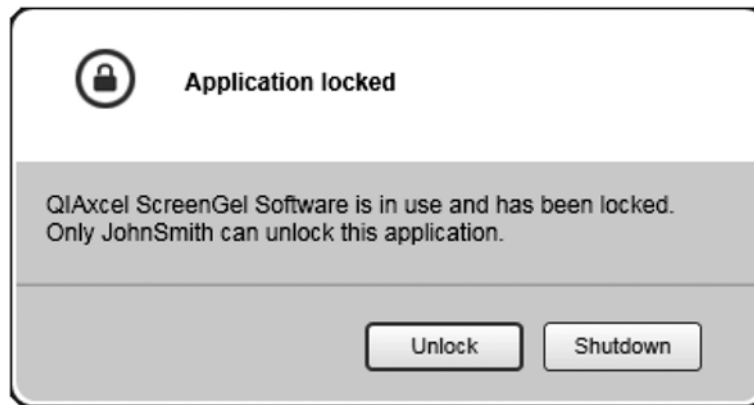 Application locked
QIAxcel ScreenGel Software is in use and has been locked.
Only JohnSmith can unlock this application.
Unlock
Shutdown